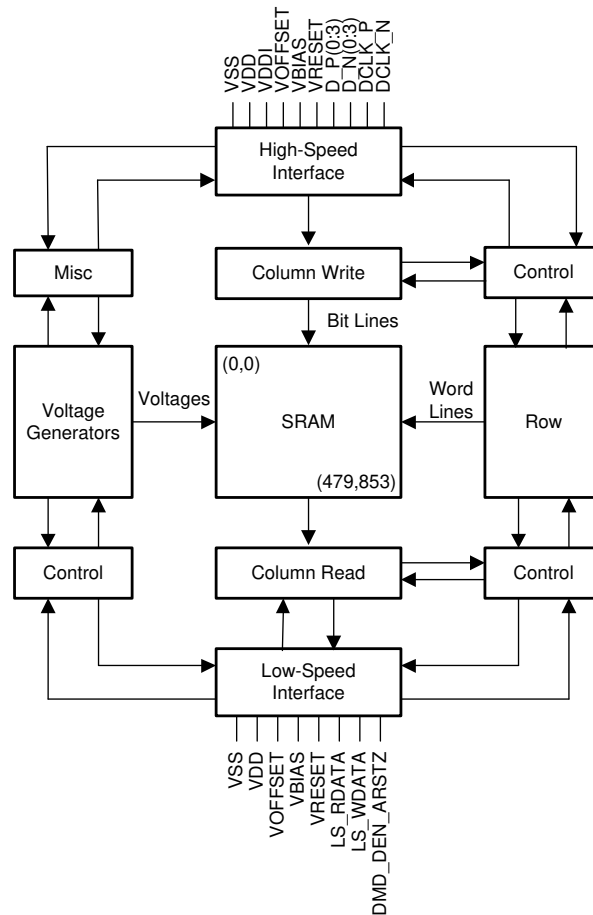 VSS
VDD
VDDI
VOFFSET
VBIAS
VRESET
D_P(0:3)
D_N(0:3)
DCLK_P
DCLK_N
High-Speed
Interface
Misc
Column Write
Control
Bit Lines
(0,0)
Voltage
Generators
Voltages
SRAM
Word
Lines
Row
(479,853)
Control
Column Read
Control
Low-Speed
Interface
VSS
VDD
VOFFSET
VBIAS
VRESET
LS_RDATA
LS_WDATA
DMD_DEN_ARSTZ